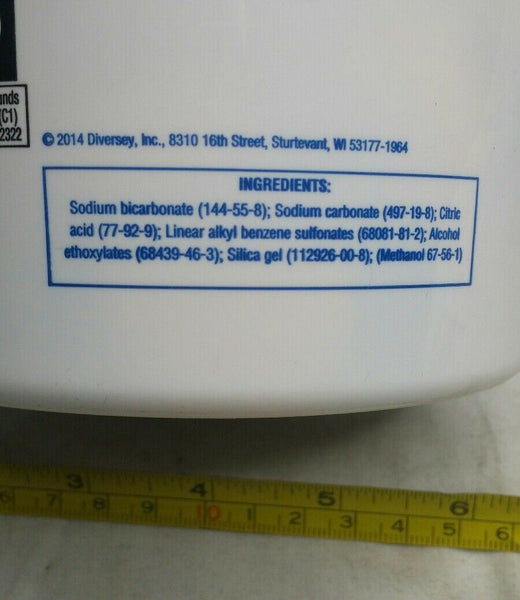 unds
(C1)
2322
© 2014 Diversey, Inc., 8310 16th Street, Sturtevant, WI 53177-1964
INGREDIENTS:
Sodium bicarbonate (144-55-8); Sodium carbonate (497-19-8); Citric
acid (77-92-9); Linear alkyl benzene sulfonates (68081-81-2); Alcohol
ethoxylates (68439-46-3); Silica gel (112926-00-8); (Methanol 67-56-1)
3 4 5 6
6 7 8 9 10 1 2 3 4 5 6